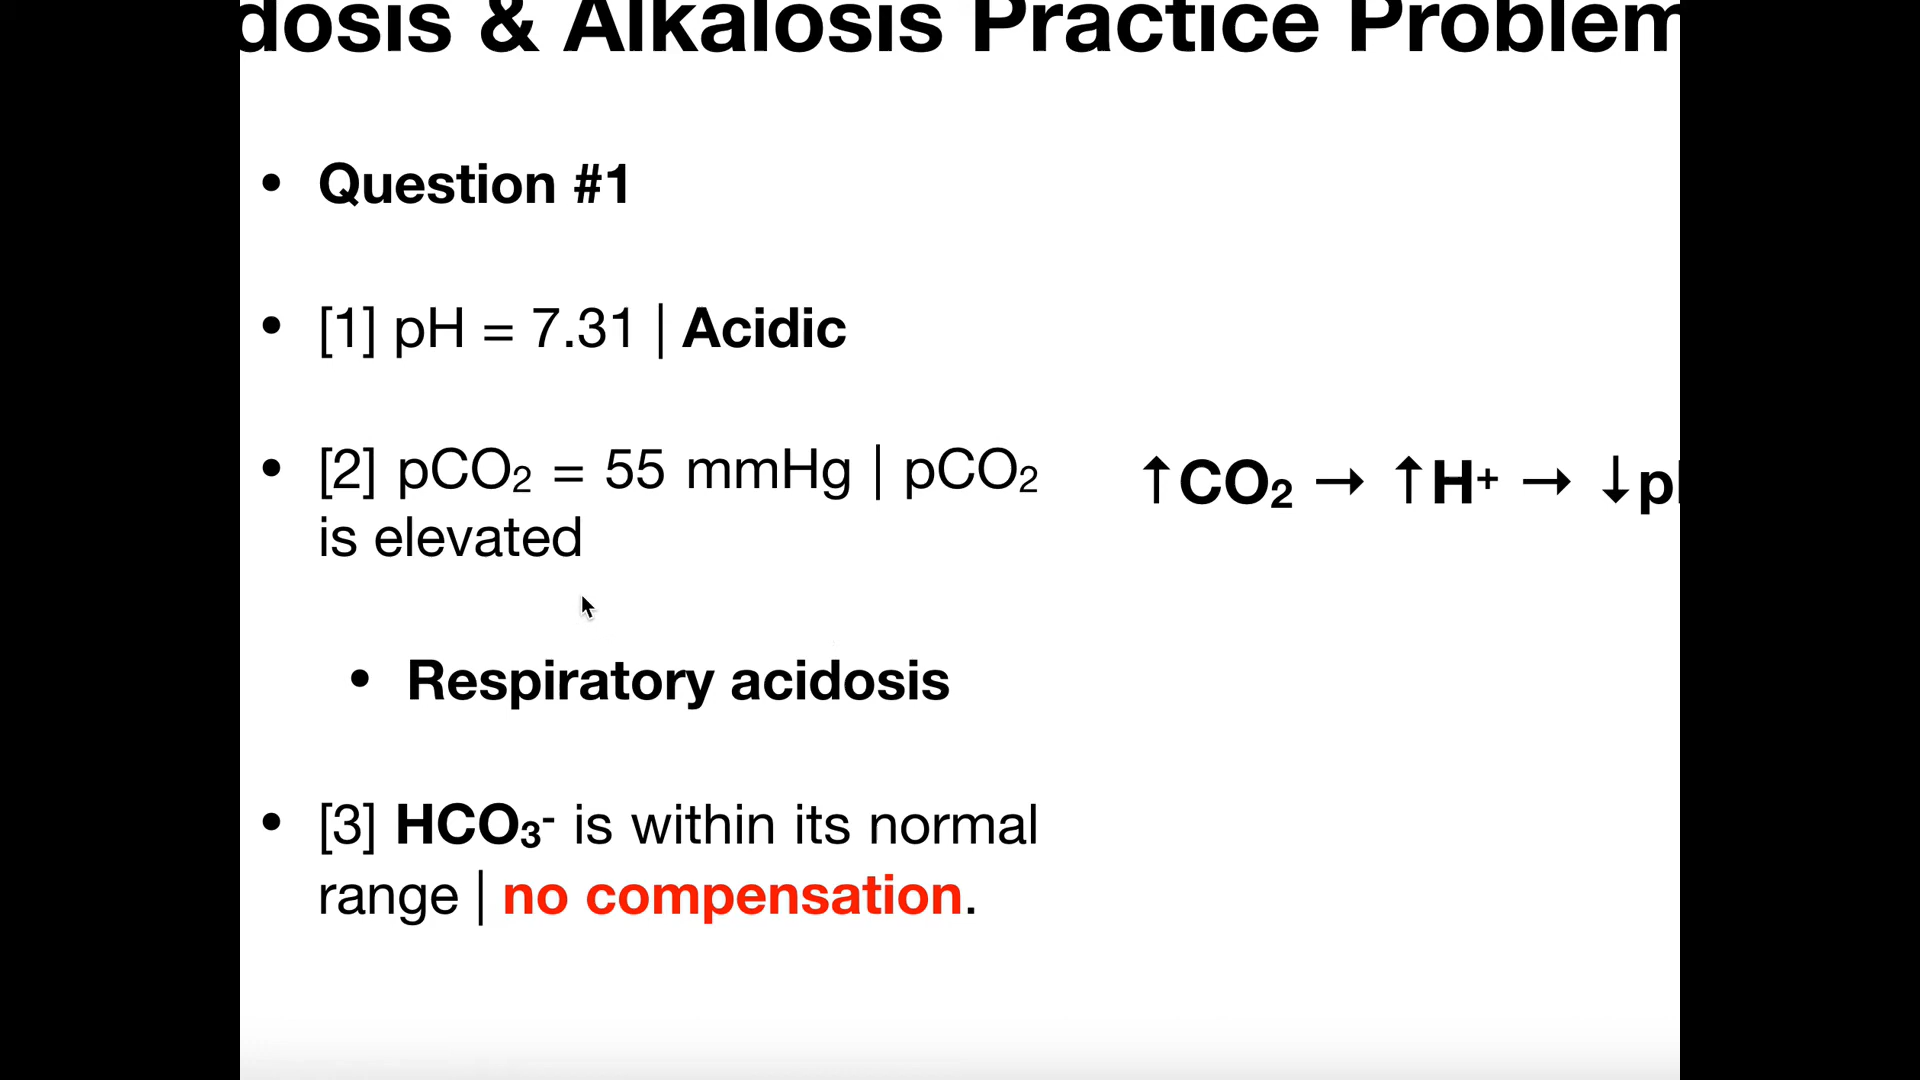 dosis & Alkalosis Practice Problem
• Question #1
• [1] pH = 7.31 | Acidic
• [2] pCO₂ = 55 mmHg | pCO₂
is elevated
↑CO₂ → ↑H⁺ → ↓p
• Respiratory acidosis
• [3] HCO₃⁻ is within its normal
range | no compensation.